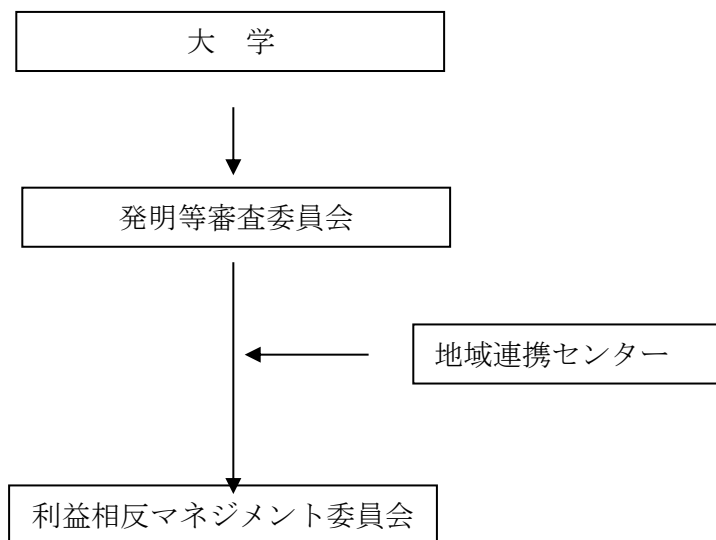 大　学
発明等審査委員会
地域連携センター
利益相反マネジメント委員会